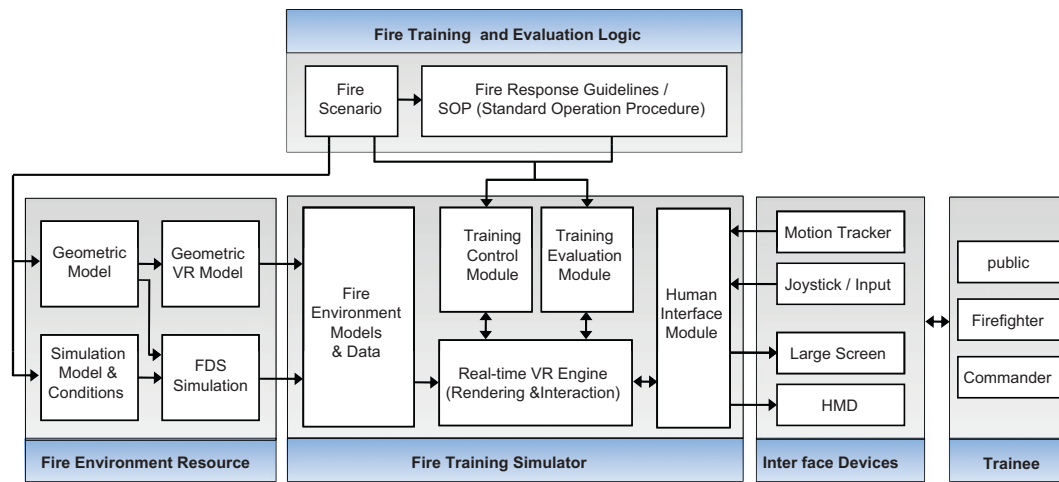 Fire Training and Evaluation Logic
Fire
Scenario
Fire Response Guidelines /
SOP (Standard Operation Procedure)
Geometric
Model
Geometric
VR Model
Simulation
Model &
Conditions
FDS
Simulation
Fire Environment Resource
Fire
Environment
Models
& Data
Training
Control
Module
Training
Evaluation
Module
Real-time VR Engine
(Rendering &Interaction)
Human
Interface
Module
Fire Training Simulator
Motion Tracker
Joystick / Input
Large Screen
HMD
Inter face Devices
public
Firefighter
Commander
Trainee